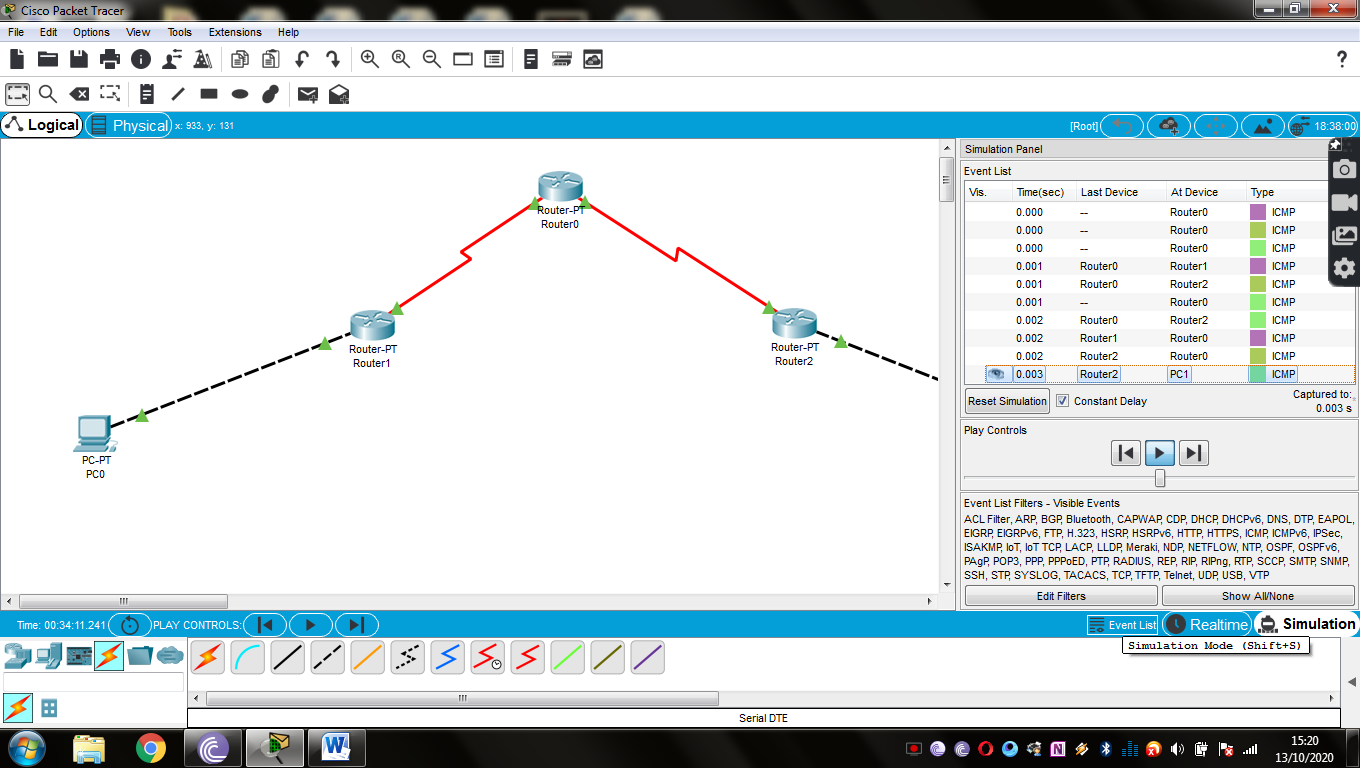 Cisco Packet Tracer
File Edit Options View Tools Extensions Help
?
Logical Physical x: 933, y: 131 [Root] 18:38:00
Router-PT
Router0
Router-PT
Router1
Router-PT
Router2
PC-PT
PC0
Simulation Panel
Event List
Vis. Time(sec) Last Device At Device Type
0.000 -- Router0 ICMP
0.000 -- Router0 ICMP
0.000 -- Router0 ICMP
0.001 Router0 Router1 ICMP
0.001 Router0 Router2 ICMP
0.001 -- Router0 ICMP
0.002 Router0 Router2 ICMP
0.002 Router1 Router0 ICMP
0.002 Router2 Router0 ICMP
0.003 Router2 PC1 ICMP
Reset Simulation Constant Delay Captured to:
0.003 s
Play Controls
Event List Filters - Visible Events
ACL Filter, ARP, BGP, Bluetooth, CAPWAP, CDP, DHCP, DHCPv6, DNS, DTP, EAPOL,
EIGRP, EIGRPv6, FTP, H.323, HSRP, HSRPv6, HTTP, HTTPS, ICMP, ICMPv6, IPSec,
ISAKMP, IoT, IoT TCP, LACP, LLDP, Meraki, NDP, NETFLOW, NTP, OSPF, OSPFv6,
PAgP, POP3, PPP, PPPoED, PTP, RADIUS, REP, RIP, RIPng, RTP, SCCP, SMTP, SNMP,
SSH, STP, SYSLOG, TACACS, TCP, TFTP, Telnet, UDP, USB, VTP
Edit Filters Show All/None
Time: 00:34:11.241 PLAY CONTROLS: Event List Realtime Simulation
Simulation Mode (Shift+S)
Serial DTE
15:20
13/10/2020